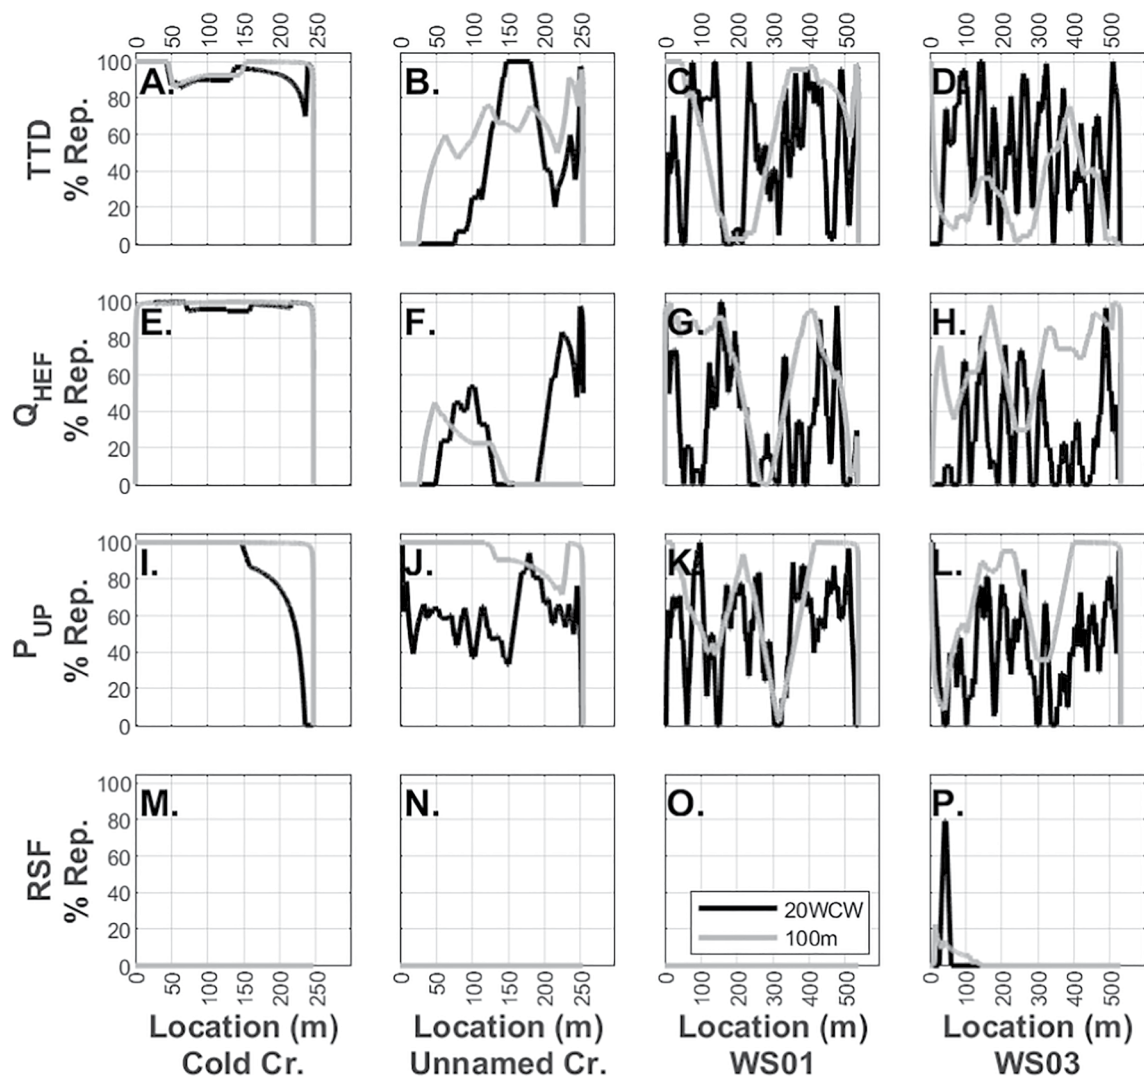 0 50 100 150 200 250 0 50 100 150 200 250 0 100 200 300 400 500 0 100 200 300 400 500
TTD
% Rep.
100
80
60
40
20
0
A. B. C. D.
Q HEF
% Rep.
100
80
60
40
20
0
E. F. G. H.
P UP
% Rep.
100
80
60
40
20
0
I. J. K. L.
RSF
% Rep.
100
80
60
40
20
0
M. N. O. P.
20WCW
100m
0 50 100 150 200 250 0 50 100 150 200 250 0 100 200 300 400 500 0 100 200 300 400 500
Location (m) Location (m) Location (m) Location (m)
Cold Cr. Unnamed Cr. WS01 WS03